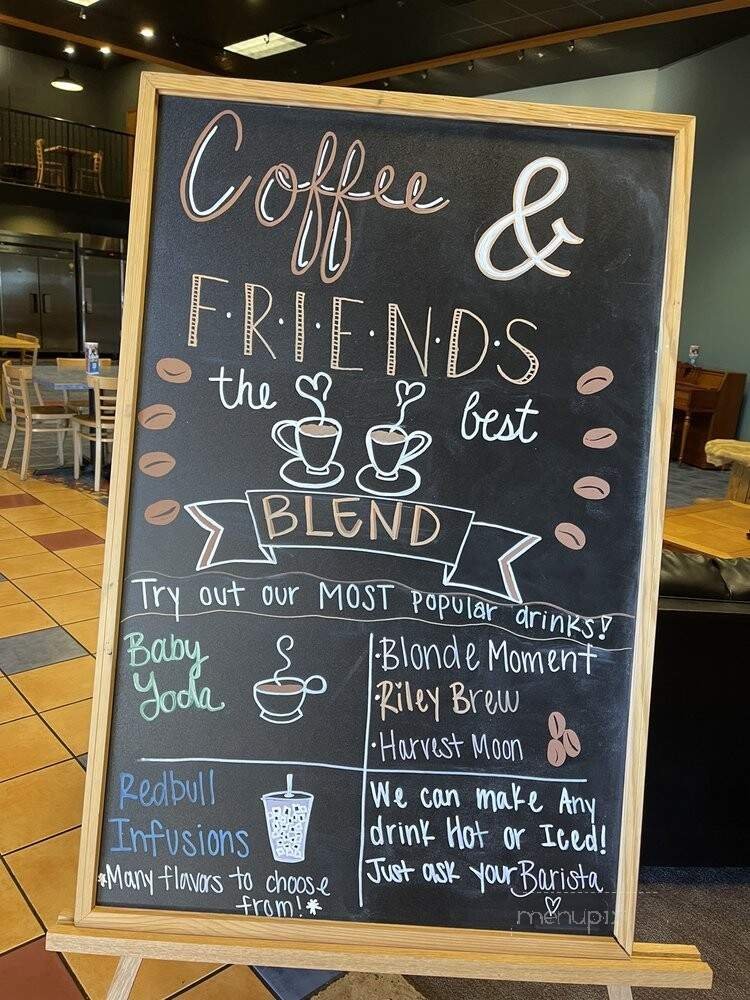 Coffee &
F·R·I·E·N·D·S
the best
BLEND
Try out our MOST popular drinks!
Baby
Yoda
·Blonde Moment
·Riley Brew
·Harvest Moon
Redbull
Infusions
*Many flavors to choose
from!*
We can make Any
drink Hot or Iced!
Just ask your Barista
menupix